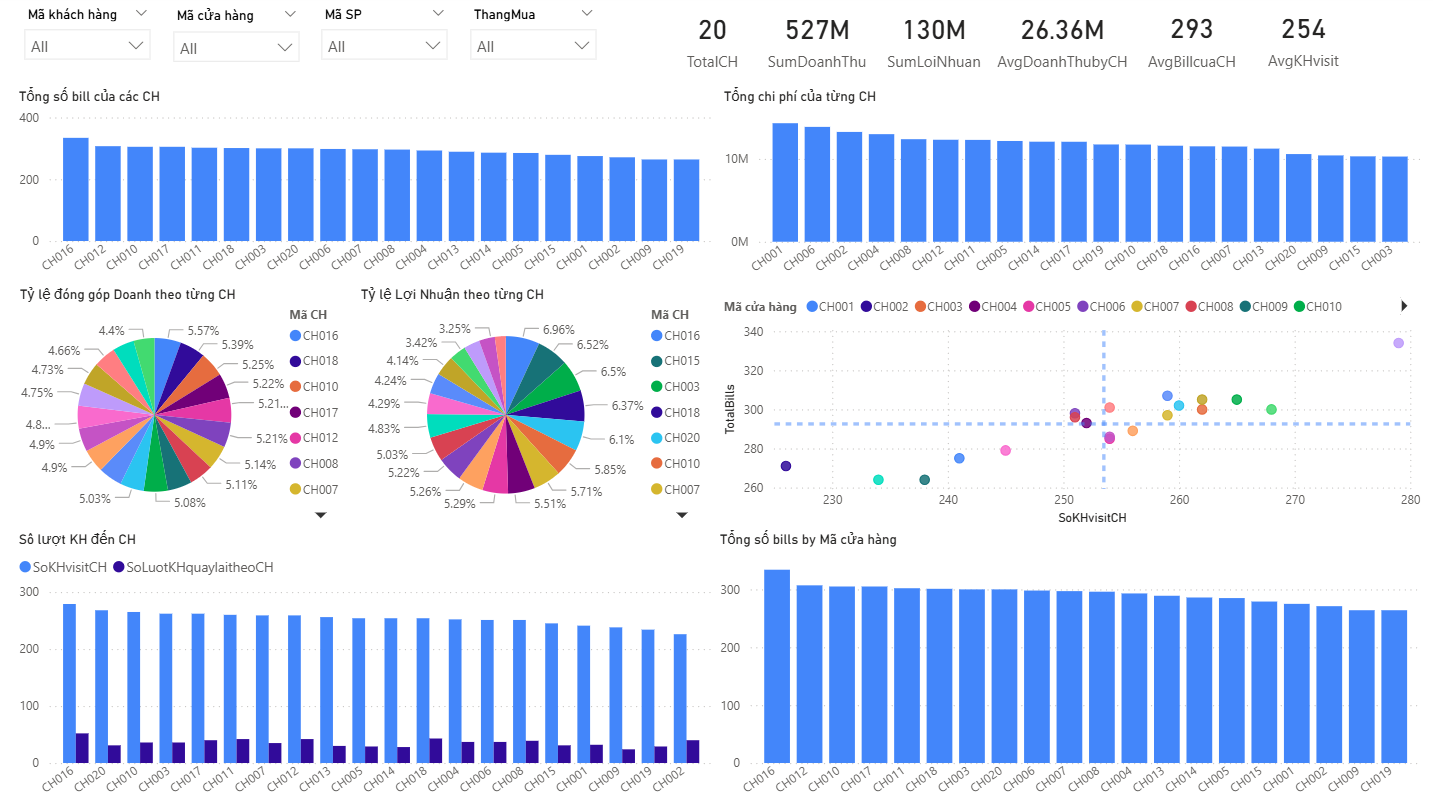 Mã khách hàng
All
Mã cửa hàng
All
Mã SP
All
ThangMua
All
20
TotalCH
527M
SumDoanhThu
130M
SumLoiNhuan
26.36M
AvgDoanhThubyCH
293
AvgBillcuaCH
254
AvgKHvisit
Tổng số bill của các CH
400
200
0
CH016 CH012 CH010 CH017 CH011 CH018 CH003 CH020 CH006 CH007 CH008 CH004 CH013 CH014 CH005 CH015 CH001 CH002 CH009 CH019
Tổng chi phí của từng CH
10M
0M
CH001 CH006 CH002 CH004 CH008 CH012 CH011 CH005 CH014 CH017 CH019 CH010 CH018 CH016 CH007 CH013 CH020 CH009 CH015 CH003
Tỷ lệ đóng góp Doanh theo từng CH
5.57%
5.39%
5.25%
5.22%
5.21...
5.21%
5.14%
5.11%
5.08%
5.03%
4.9%
4.9%
4.8...
4.75%
4.73%
4.66%
4.4%
Mã CH
CH016
CH018
CH010
CH017
CH012
CH008
CH007
Tỷ lệ Lợi Nhuận theo từng CH
6.96%
6.52%
6.5%
6.37%
6.1%
5.85%
5.71%
5.51%
5.29%
5.26%
5.22%
5.03%
4.83%
4.29%
4.24%
4.14%
3.42%
3.25%
Mã CH
CH016
CH015
CH003
CH018
CH020
CH010
CH007
Mã cửa hàng CH001 CH002 CH003 CH004 CH005 CH006 CH007 CH008 CH009 CH010
TotalBills
340
320
300
280
260
230 240 250 260 270 280
SoKHvisitCH
Số lượt KH đến CH
SoKHvisitCH SoLuotKHquaylaitheoCH
300
200
100
0
CH016 CH020 CH010 CH003 CH017 CH011 CH007 CH012 CH013 CH005 CH014 CH018 CH004 CH006 CH008 CH015 CH001 CH009 CH019 CH002
Tổng số bills by Mã cửa hàng
300
200
100
0
CH016 CH012 CH010 CH017 CH011 CH018 CH003 CH020 CH006 CH007 CH008 CH004 CH013 CH014 CH005 CH015 CH001 CH002 CH009 CH019